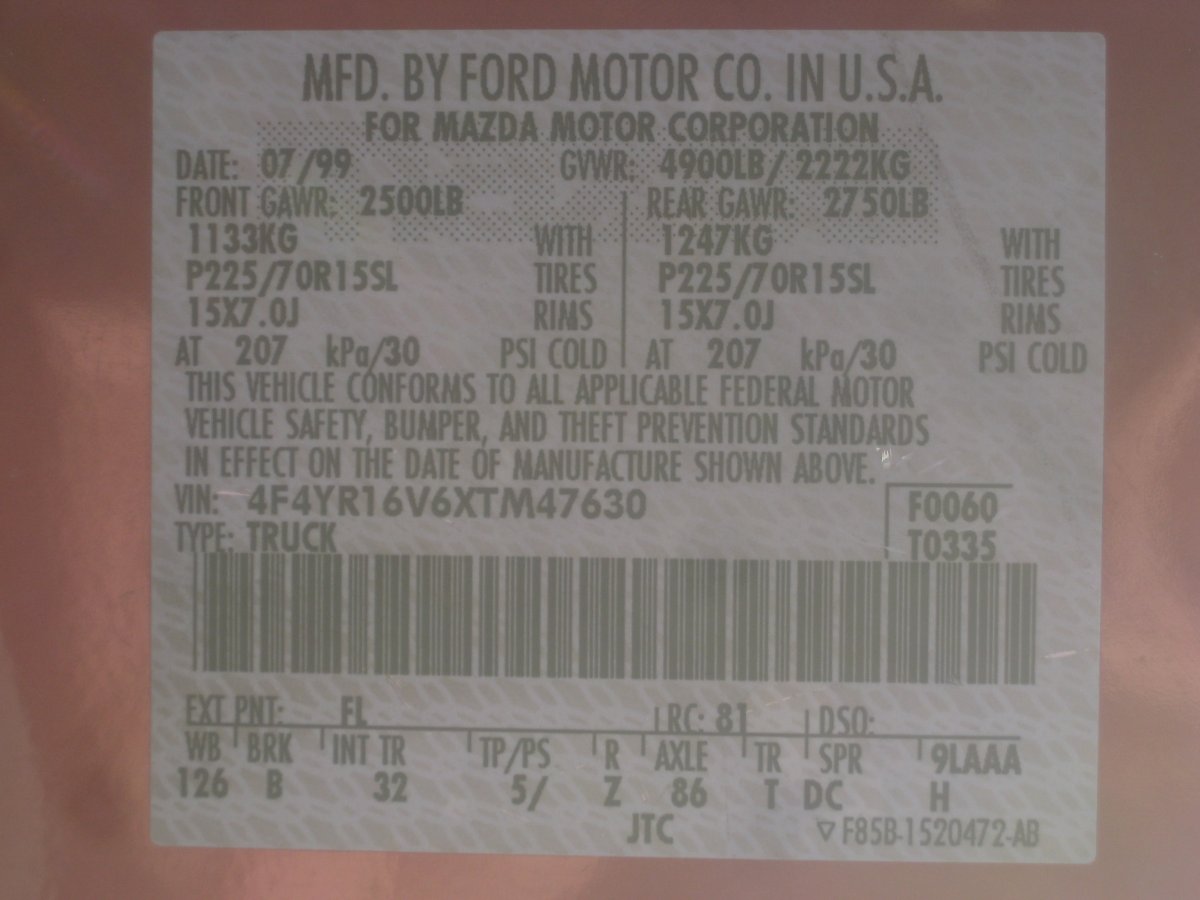 MFD. BY FORD MOTOR CO. IN U.S.A.
FOR MAZDA MOTOR CORPORATION
DATE: 07/99 GVWR: 4900LB/ 2222KG
FRONT GAWR: 2500LB REAR GAWR: 2750LB
1133KG WITH 1247KG WITH
P225/70R15SL TIRES P225/70R15SL TIRES
15X7.0J RIMS 15X7.0J RIMS
AT 207 kPa/30 PSI COLD AT 207 kPa/30 PSI COLD
THIS VEHICLE CONFORMS TO ALL APPLICABLE FEDERAL MOTOR
VEHICLE SAFETY, BUMPER, AND THEFT PREVENTION STANDARDS
IN EFFECT ON THE DATE OF MANUFACTURE SHOWN ABOVE.
VIN: 4F4YR16V6XTM47630 F0060
TYPE: TRUCK T0335
EXT PNT: FL RC: 81 DSO:
WB BRK INT TR TP/PS R AXLE TR SPR 9LAAA
126 B 32 5/ Z 86 T DC H
JTC ▽ F85B-1520472-AB